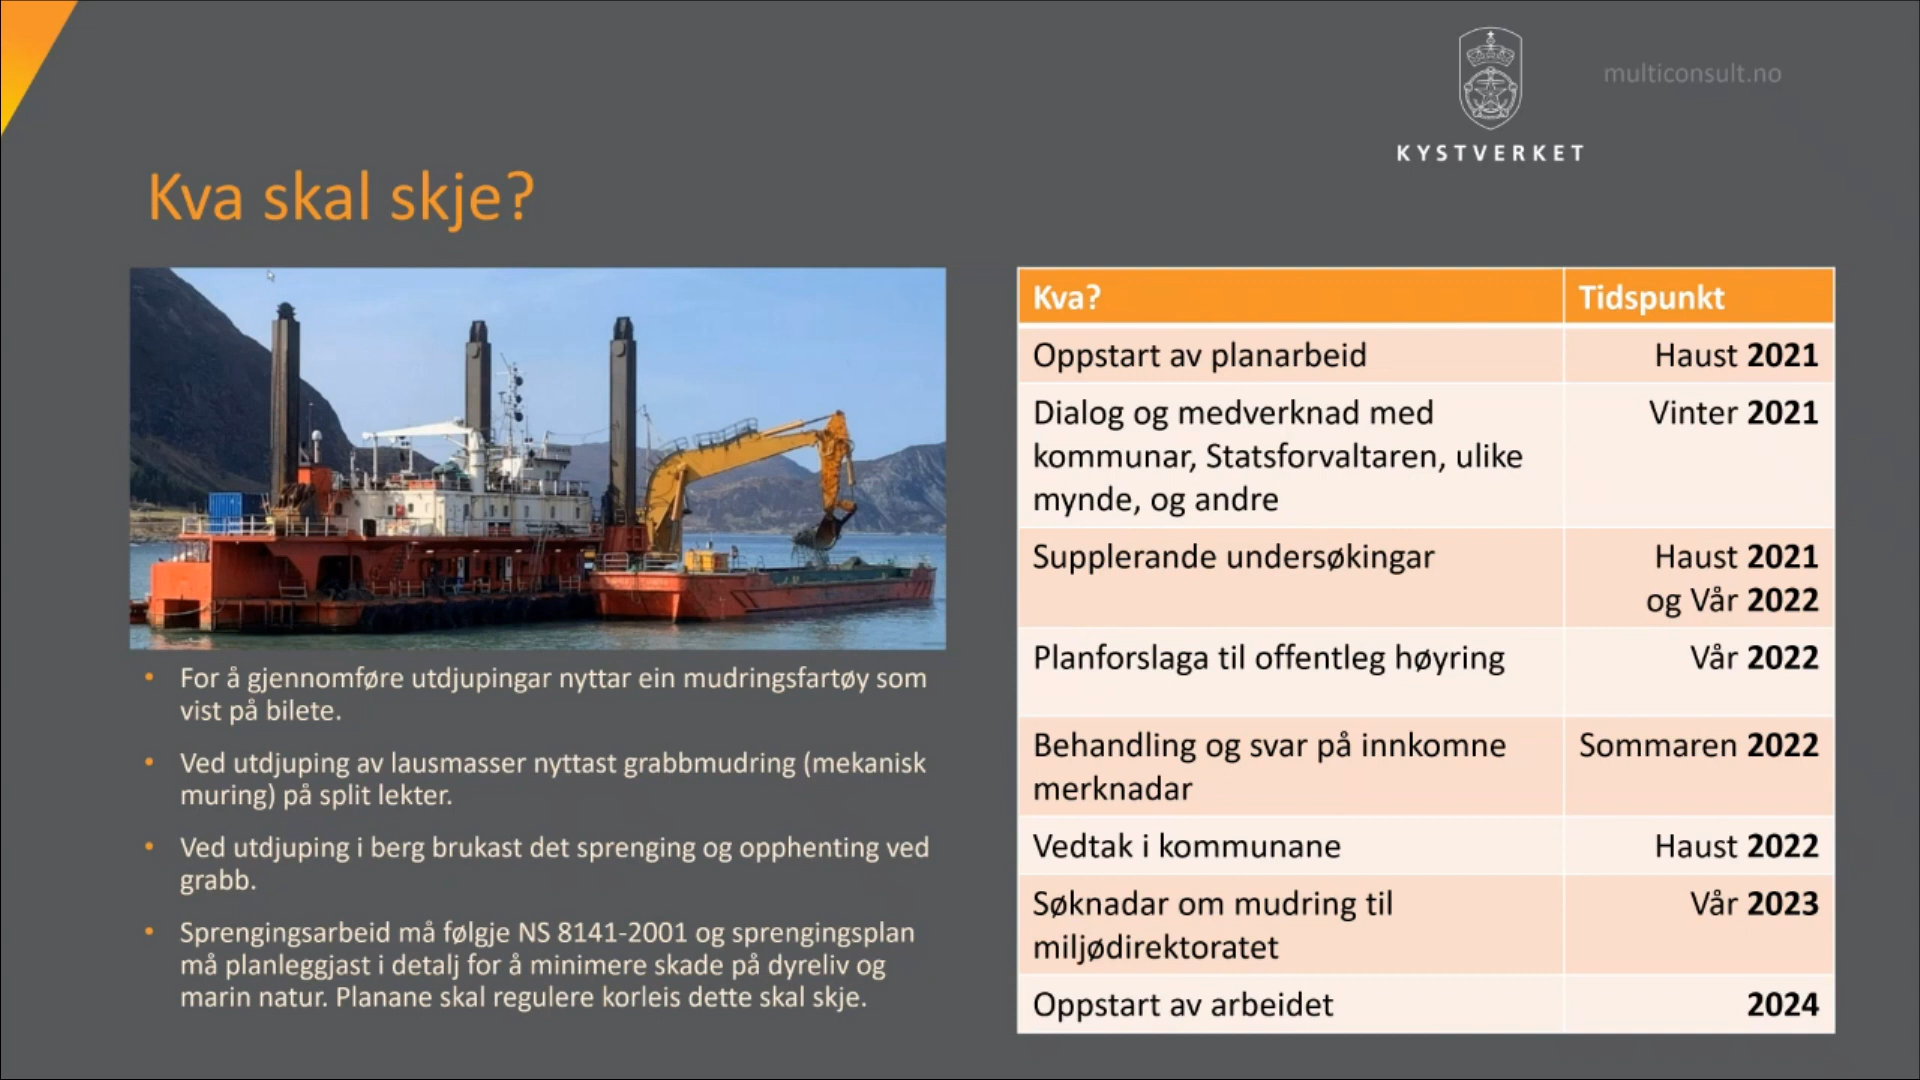 multiconsult.no
KYSTVERKET
Kva skal skje?
For å gjennomføre utdjupingar nyttar ein mudringsfartøy som
vist på bilete.
Ved utdjuping av lausmasser nyttast grabbmudring (mekanisk
muring) på split lekter.
Ved utdjuping i berg brukast det sprenging og opphenting ved
grabb.
Sprengingsarbeid må følgje NS 8141-2001 og sprengingsplan
må planleggjast i detalj for å minimere skade på dyreliv og
marin natur. Planane skal regulere korleis dette skal skje.
Kva? Tidspunkt
Oppstart av planarbeid Haust 2021
Dialog og medverknad med Vinter 2021
kommunar, Statsforvaltaren, ulike
mynde, og andre
Supplerande undersøkingar Haust 2021
og Vår 2022
Planforslaga til offentleg høyring Vår 2022
Behandling og svar på innkomne Sommaren 2022
merknadar
Vedtak i kommunane Haust 2022
Søknadar om mudring til Vår 2023
miljødirektoratet
Oppstart av arbeidet 2024